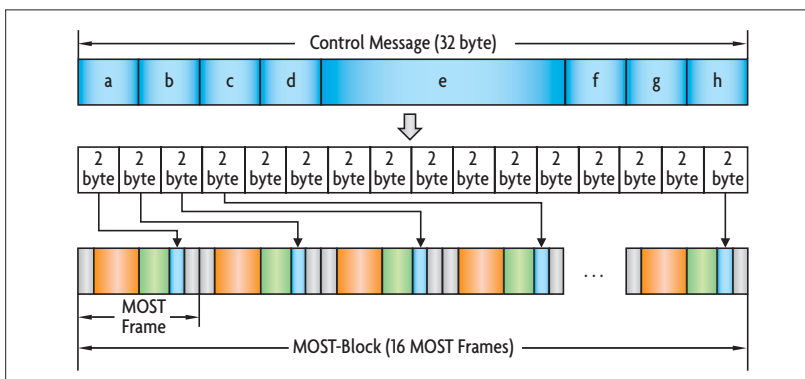 Control Message (32 byte)
a b c d e f g h
2 2 2 2 2 2 2 2 2 2 2 2 2 2 2 2
byte byte byte byte byte byte byte byte byte byte byte byte byte byte byte byte
...
MOST
Frame
MOST-Block (16 MOST Frames)